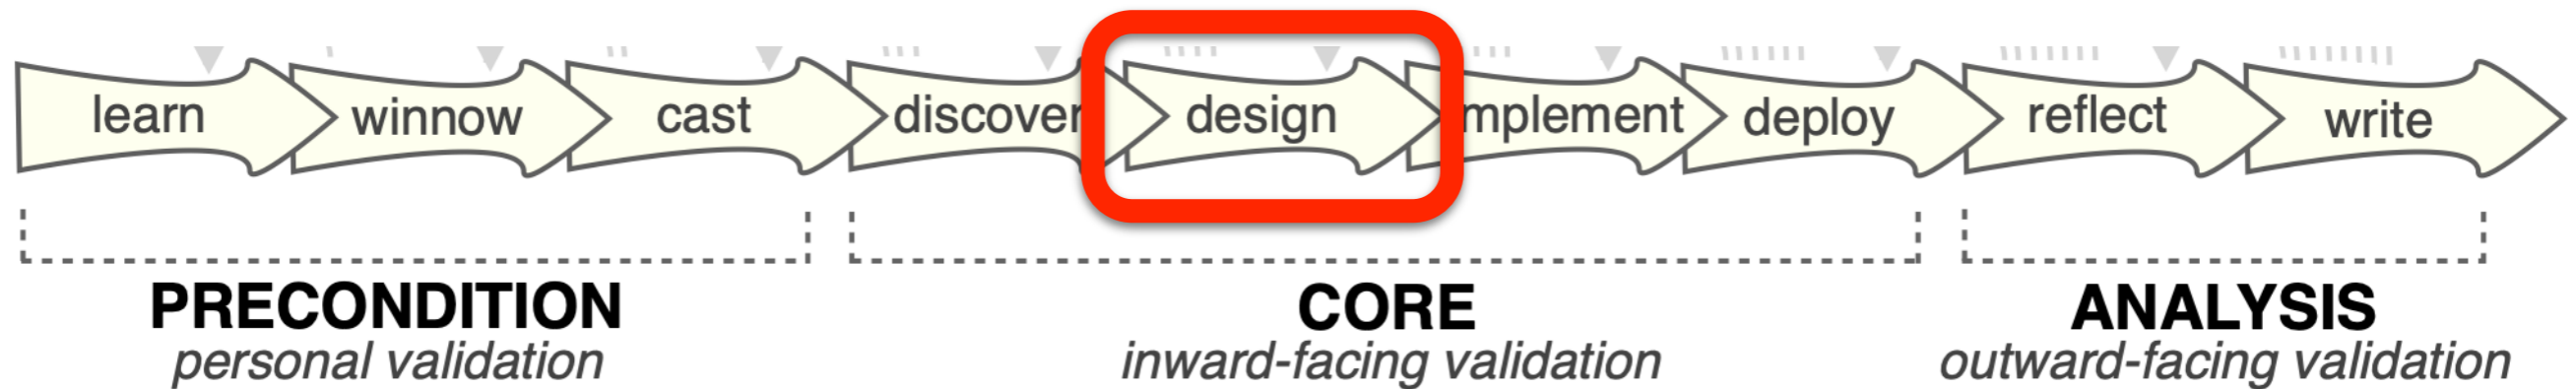 learn winnow cast discover design mplement deploy reflect write
PRECONDITION CORE ANALYSIS
personal validation inward-facing validation outward-facing validation